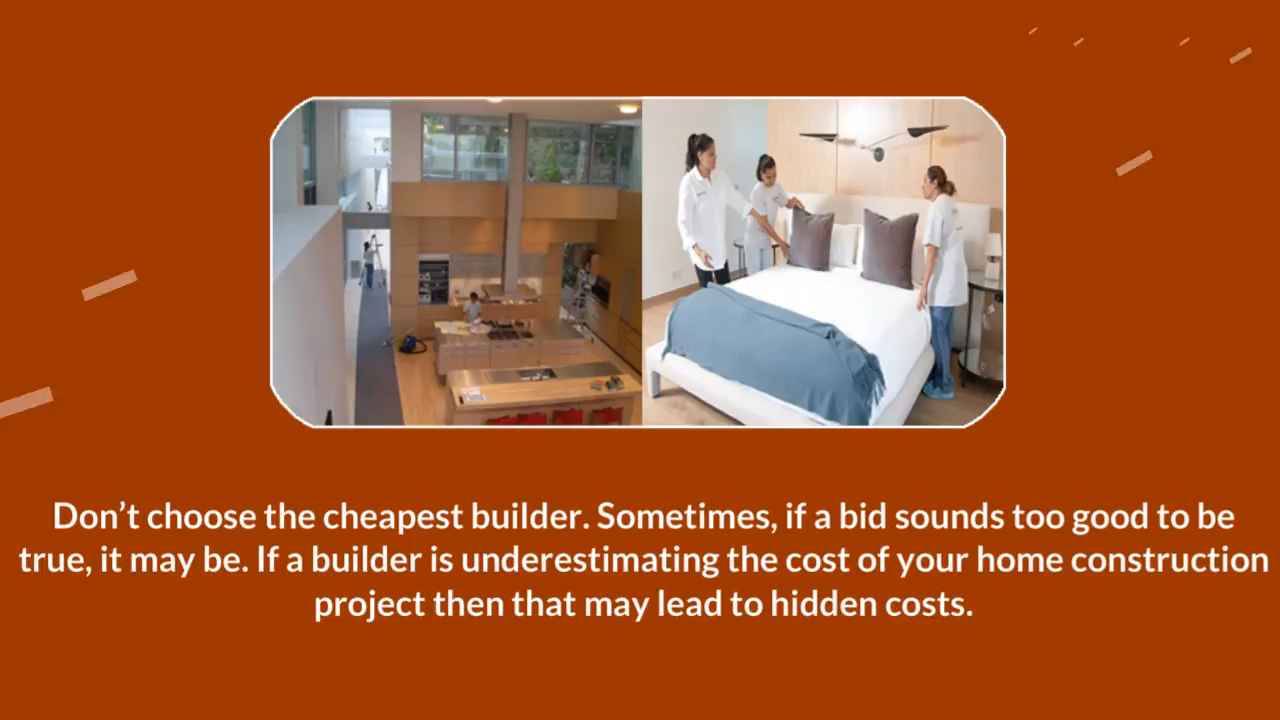 Don’t choose the cheapest builder. Sometimes, if a bid sounds too good to be
true, it may be. If a builder is underestimating the cost of your home construction
project then that may lead to hidden costs.